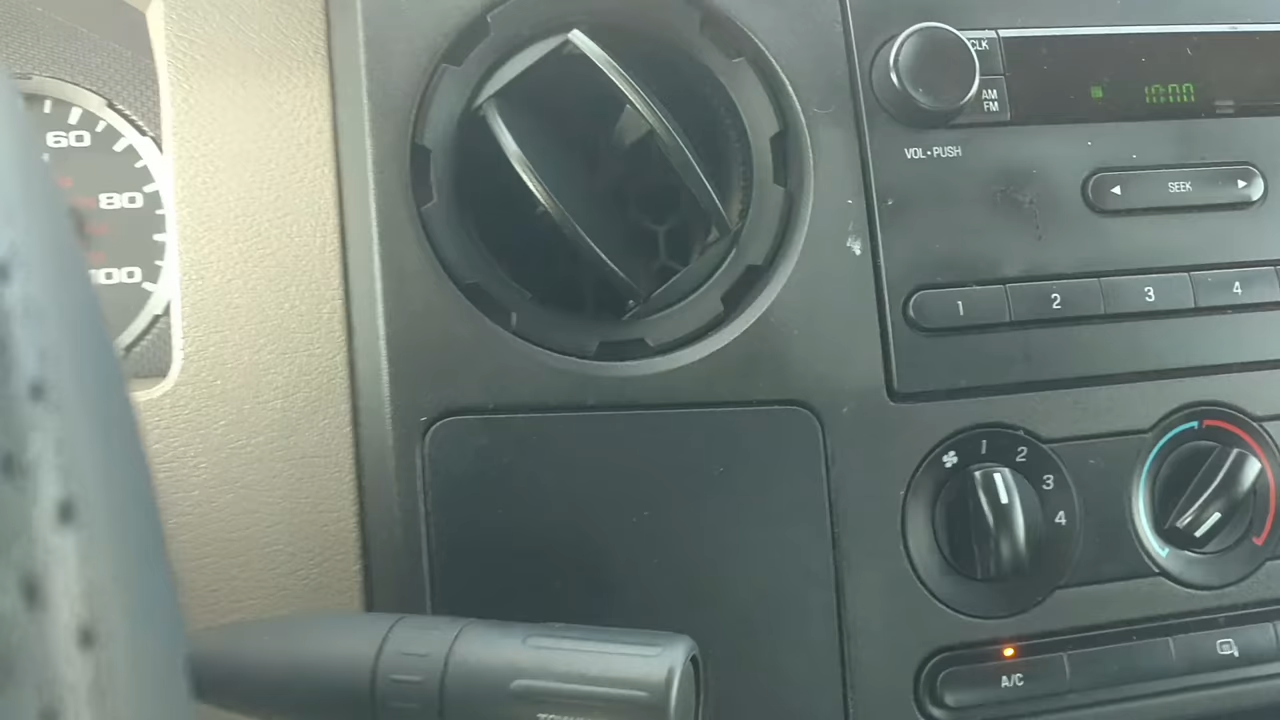 60
80
100
CLK
AM
FM
10:00
VOL•PUSH
SEEK
1 2 3 4
1 2 3 4
A/C